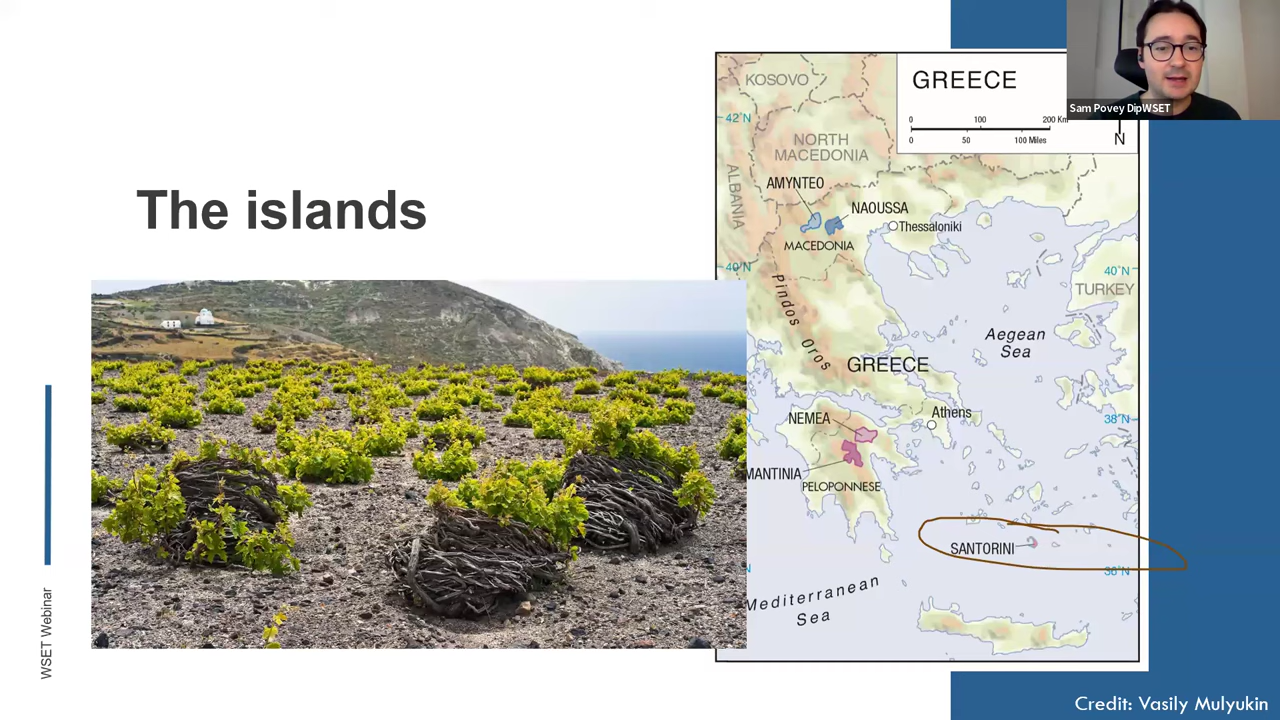 The islands
WSET Webinar
GREECE
0 100 200 Km
0 50 100 Miles
N
KOSOVO
42°N
NORTH
MACEDONIA
ALBANIA
AMYNTEO
NAOUSSA
Thessaloniki
MACEDONIA
40°N
40°N
TURKEY
Pindos Oros
Aegean
Sea
GREECE
NEMEA
Athens
38°N
MANTINIA
PELOPONNESE
SANTORINI
N
36°N
Mediterranean
Sea
Sam Povey DipWSET
Credit: Vasily Mulyukin